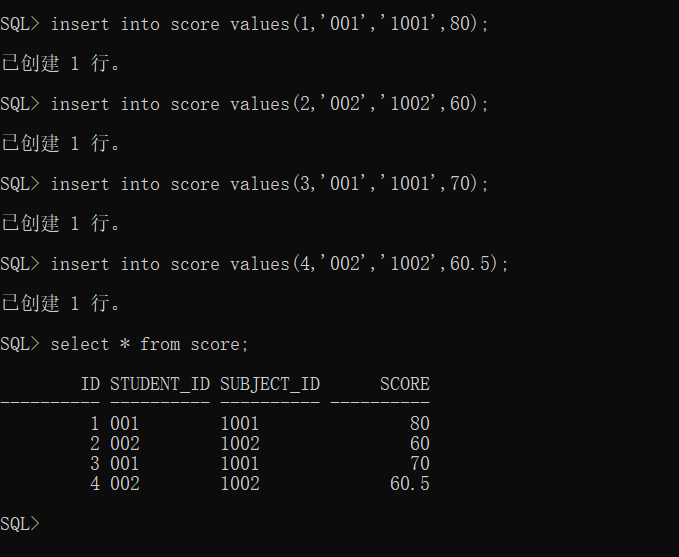 SQL> insert into score values(1,'001','1001',80);
已创建 1 行。
SQL> insert into score values(2,'002','1002',60);
已创建 1 行。
SQL> insert into score values(3,'001','1001',70);
已创建 1 行。
SQL> insert into score values(4,'002','1002',60.5);
已创建 1 行。
SQL> select * from score;
        ID STUDENT_ID SUBJECT_ID      SCORE
---------- ---------- ---------- ----------
         1 001        1001               80
         2 002        1002               60
         3 001        1001               70
         4 002        1002             60.5
SQL>